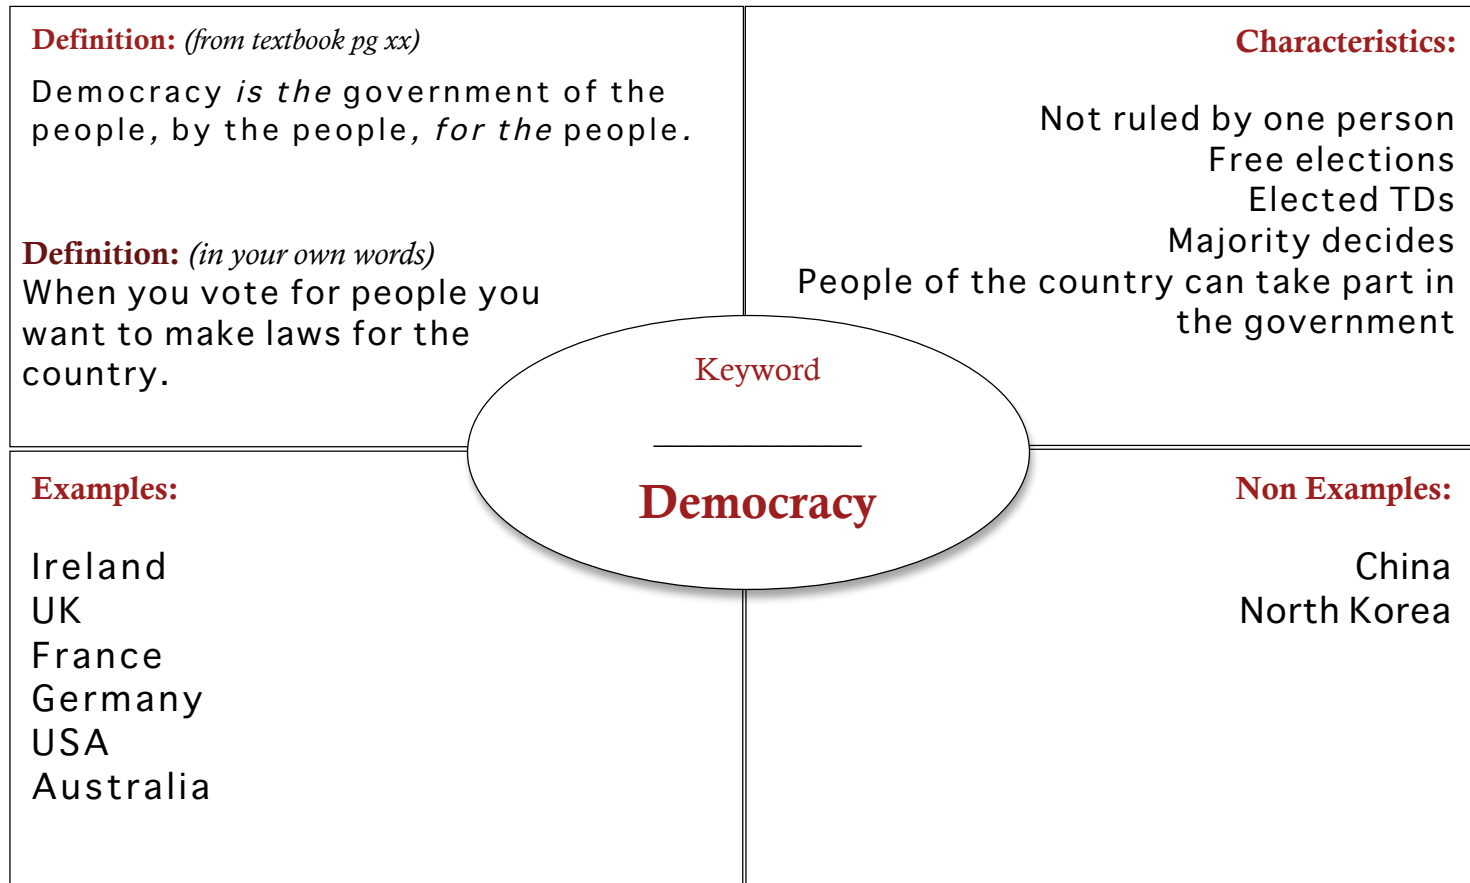 Definition: (from textbook pg xx)
Democracy is the government of the
people, by the people, for the people.
Definition: (in your own words)
When you vote for people you
want to make laws for the
country.
Characteristics:
Not ruled by one person
Free elections
Elected TDs
Majority decides
People of the country can take part in
the government
Keyword
Democracy
Examples:
Ireland
UK
France
Germany
USA
Australia
Non Examples:
China
North Korea